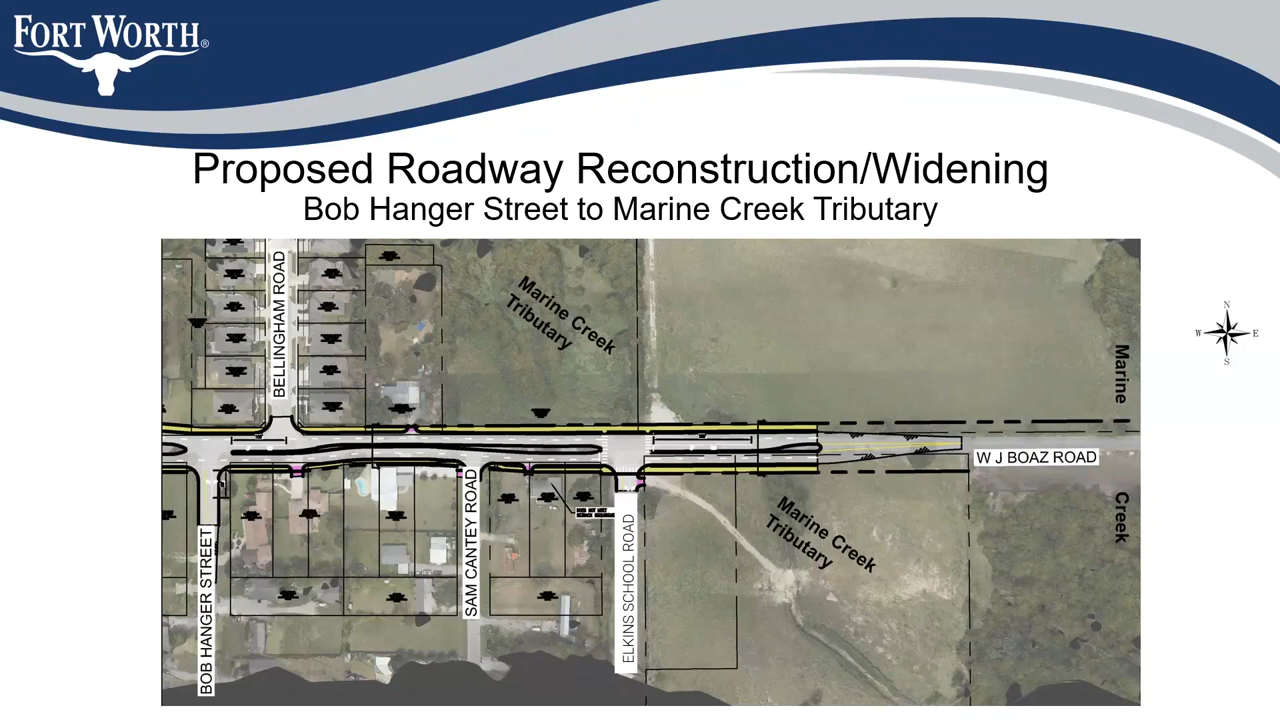 FORT WORTH®
Proposed Roadway Reconstruction/Widening
Bob Hanger Street to Marine Creek Tributary
BELLINGHAM ROAD
Marine Creek
Tributary
Marine
N
W
E
S
W J BOAZ ROAD
Creek
Marine Creek
Tributary
BOB HANGER STREET
SAM CANTEY ROAD
ELKINS SCHOOL ROAD